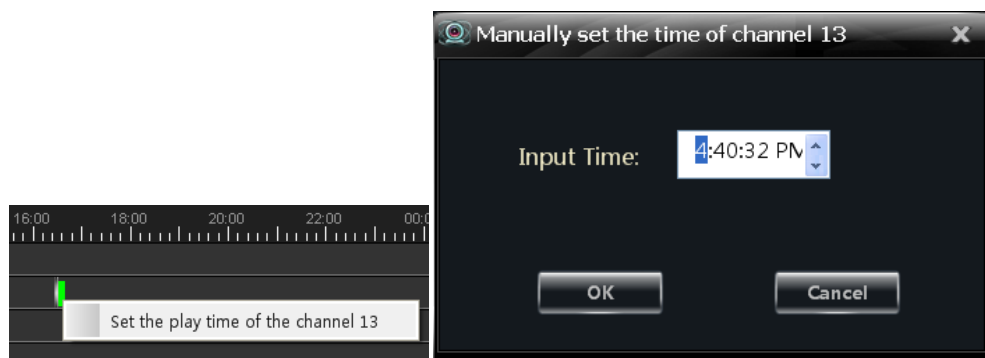 16:00 18:00 20:00 22:00 00:
Set the play time of the channel 13
Manually set the time of channel 13
Input Time: 4:40:32 PM
OK Cancel